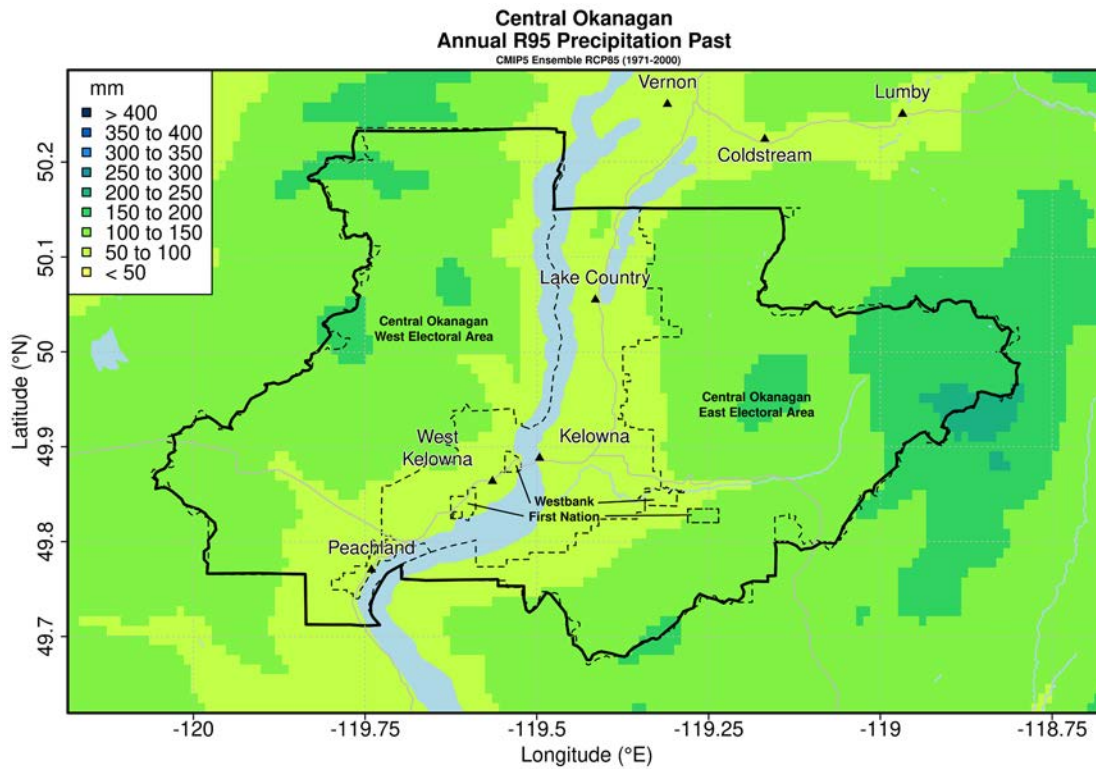 Central Okanagan
Annual R95 Precipitation Past
CMIP5 Ensemble RCP85 (1971-2000)
mm
> 400
350 to 400
300 to 350
250 to 300
200 to 250
150 to 200
100 to 150
50 to 100
< 50
Vernon
Lumby
Coldstream
Lake Country
Central Okanagan
West Electoral Area
Central Okanagan
East Electoral Area
West
Kelowna
Kelowna
Westbank
First Nation
Peachland
50.2
50.1
50
49.9
49.8
49.7
Latitude (°N)
-120
-119.75
-119.5
-119.25
-119
-118.75
Longitude (°E)